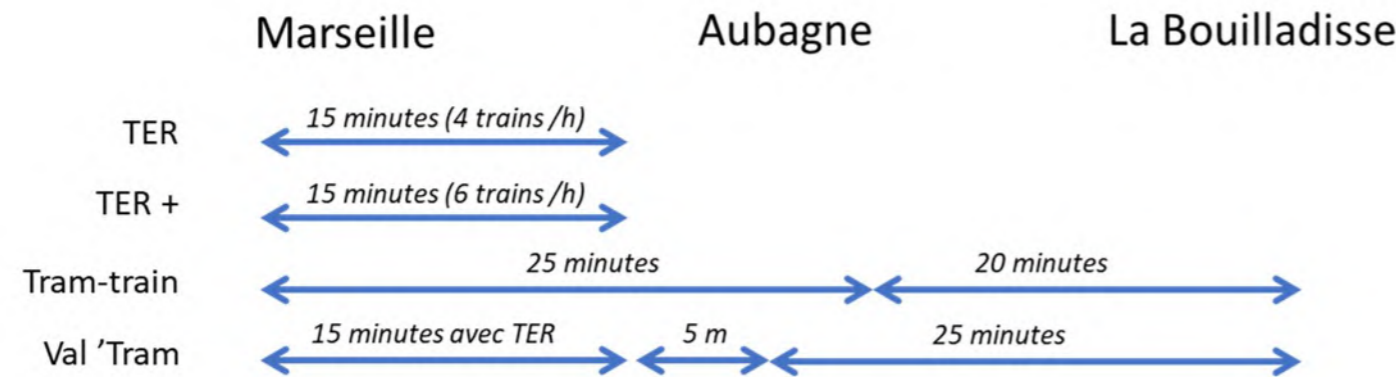 Marseille Aubagne La Bouilladisse
TER 15 minutes (4 trains /h)
TER + 15 minutes (6 trains /h)
Tram-train 25 minutes 20 minutes
Val ’Tram 15 minutes avec TER 5 m 25 minutes